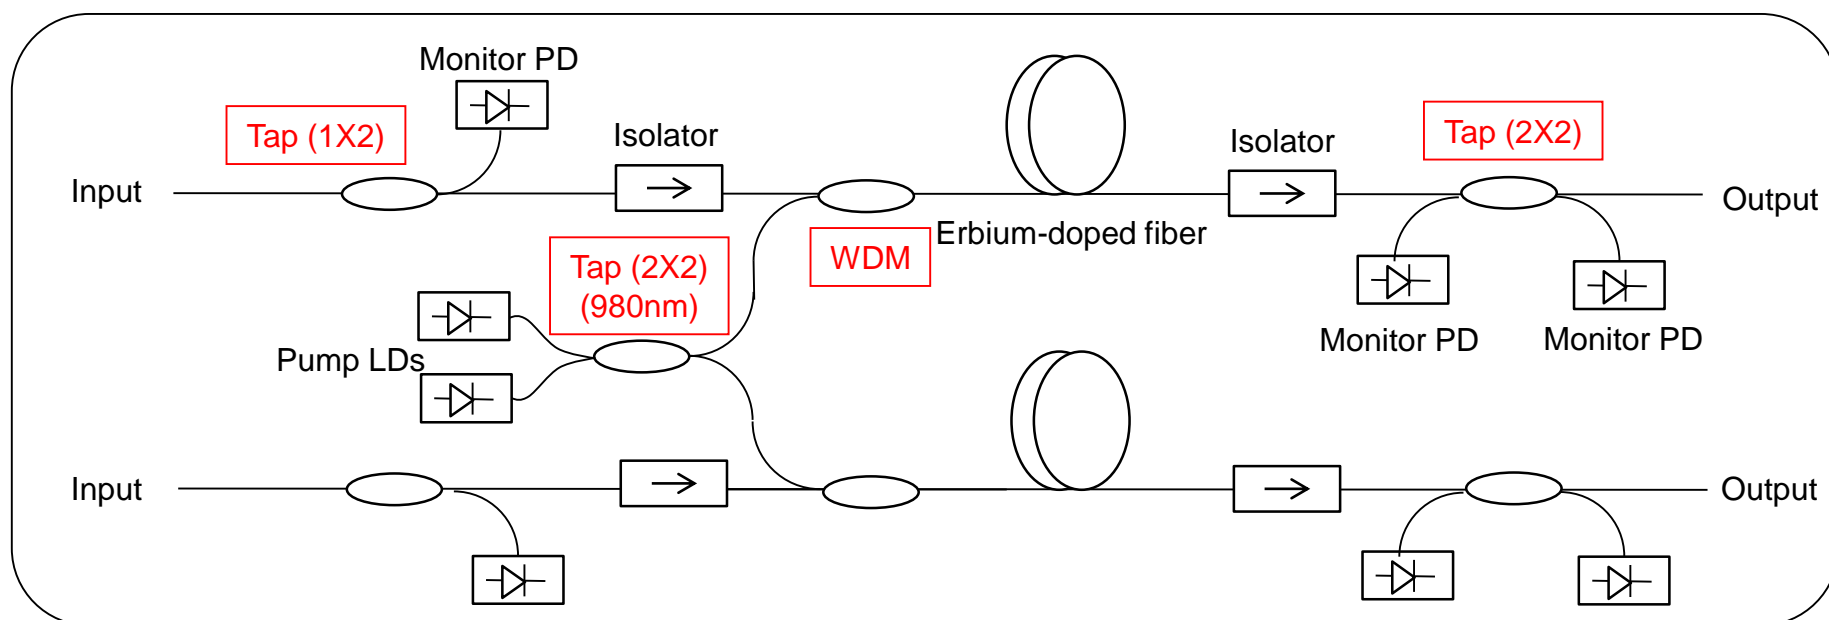 Monitor PD
Tap (1X2)
Isolator
Isolator
Tap (2X2)
Input
Output
Erbium-doped fiber
WDM
Tap (2X2)
(980nm)
Pump LDs
Monitor PD
Monitor PD
Input
Output